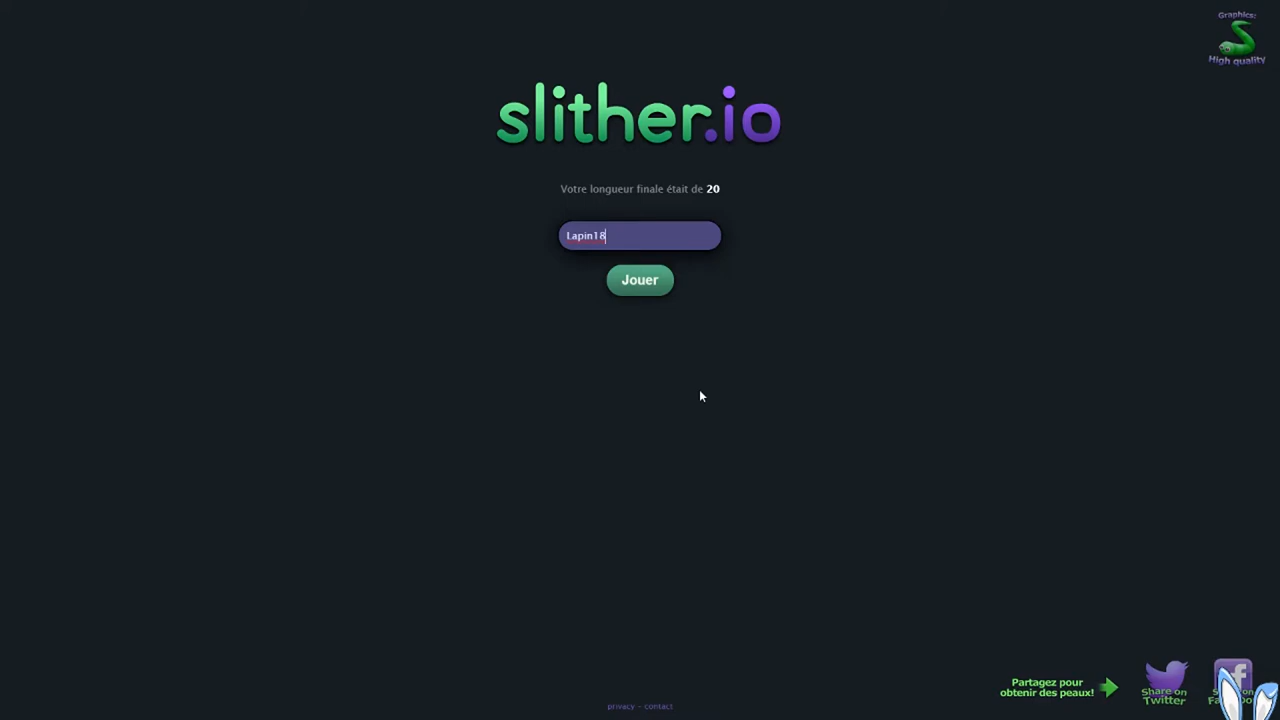 Graphics:
High quality
slither.io
Votre longueur finale était de 20
Lapin18
Jouer
Partagez pour
obtenir des peaux!
Share on
Twitter
privacy - contact